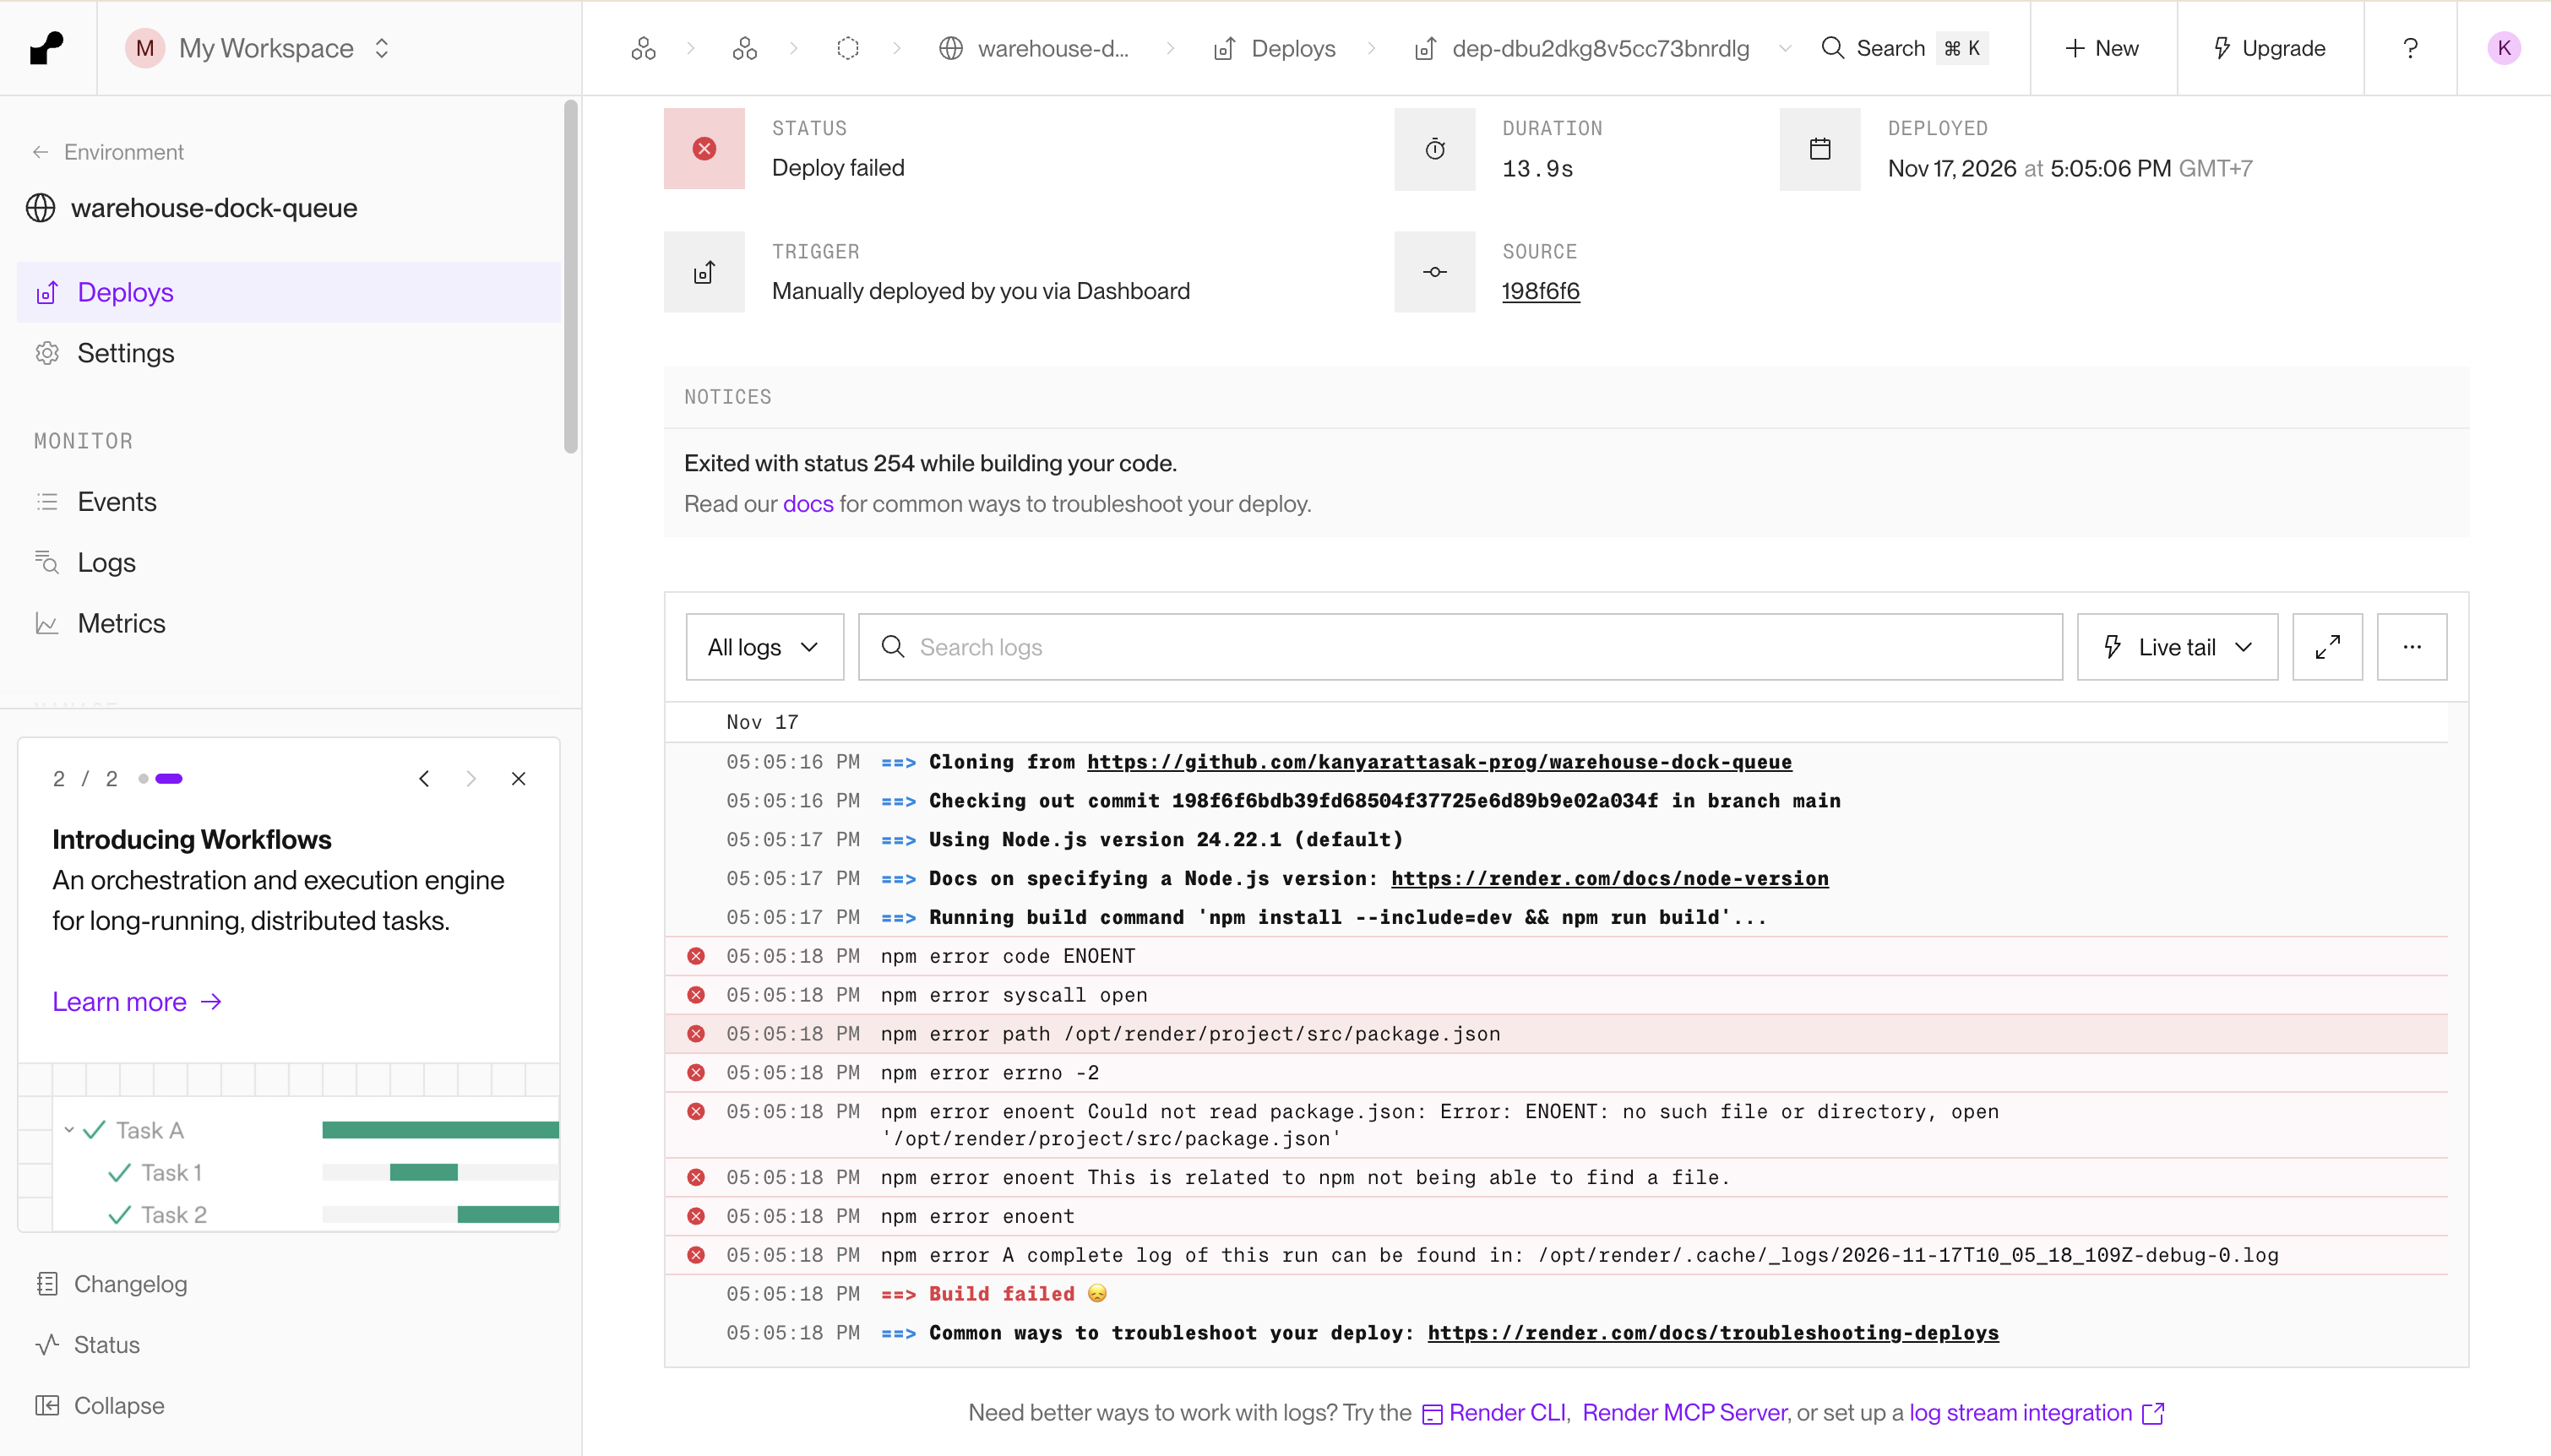 M My Workspace
warehouse-d...
Deploys
dep-dbu2dkg8v5cc73bnrdlg
Search ⌘ K
+ New
Upgrade
?
K
← Environment
warehouse-dock-queue
Deploys
Settings
MONITOR
Events
Logs
Metrics
2 / 2
Introducing Workflows
An orchestration and execution engine
for long-running, distributed tasks.
Learn more →
Task A
Task 1
Task 2
Changelog
Status
Collapse
STATUS
Deploy failed
DURATION
13.9s
DEPLOYED
Nov 17, 2026 at 5:05:06 PM GMT+7
TRIGGER
Manually deployed by you via Dashboard
SOURCE
198f6f6
NOTICES
Exited with status 254 while building your code.
Read our docs for common ways to troubleshoot your deploy.
All logs
Search logs
Live tail
Nov 17
05:05:16 PM ==> Cloning from https://github.com/kanyarattasak-prog/warehouse-dock-queue
05:05:16 PM ==> Checking out commit 198f6f6bdb39fd68504f37725e6d89b9e02a034f in branch main
05:05:17 PM ==> Using Node.js version 24.22.1 (default)
05:05:17 PM ==> Docs on specifying a Node.js version: https://render.com/docs/node-version
05:05:17 PM ==> Running build command 'npm install --include=dev && npm run build'...
05:05:18 PM npm error code ENOENT
05:05:18 PM npm error syscall open
05:05:18 PM npm error path /opt/render/project/src/package.json
05:05:18 PM npm error errno -2
05:05:18 PM npm error enoent Could not read package.json: Error: ENOENT: no such file or directory, open
'/opt/render/project/src/package.json'
05:05:18 PM npm error enoent This is related to npm not being able to find a file.
05:05:18 PM npm error enoent
05:05:18 PM npm error A complete log of this run can be found in: /opt/render/.cache/_logs/2026-11-17T10_05_18_109Z-debug-0.log
05:05:18 PM ==> Build failed 😞
05:05:18 PM ==> Common ways to troubleshoot your deploy: https://render.com/docs/troubleshooting-deploys
Need better ways to work with logs? Try the Render CLI, Render MCP Server, or set up a log stream integration